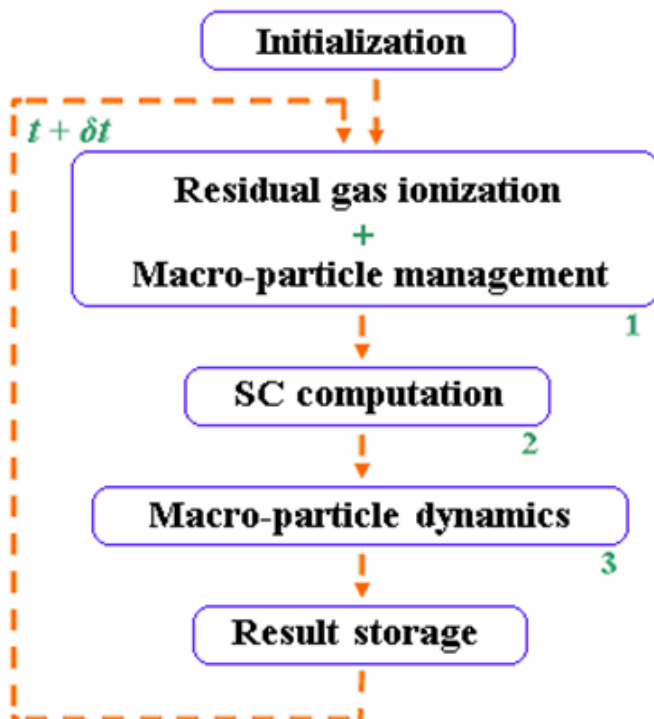 Initialization
t + δt
Residual gas ionization
+
Macro-particle management
1
SC computation
2
Macro-particle dynamics
3
Result storage